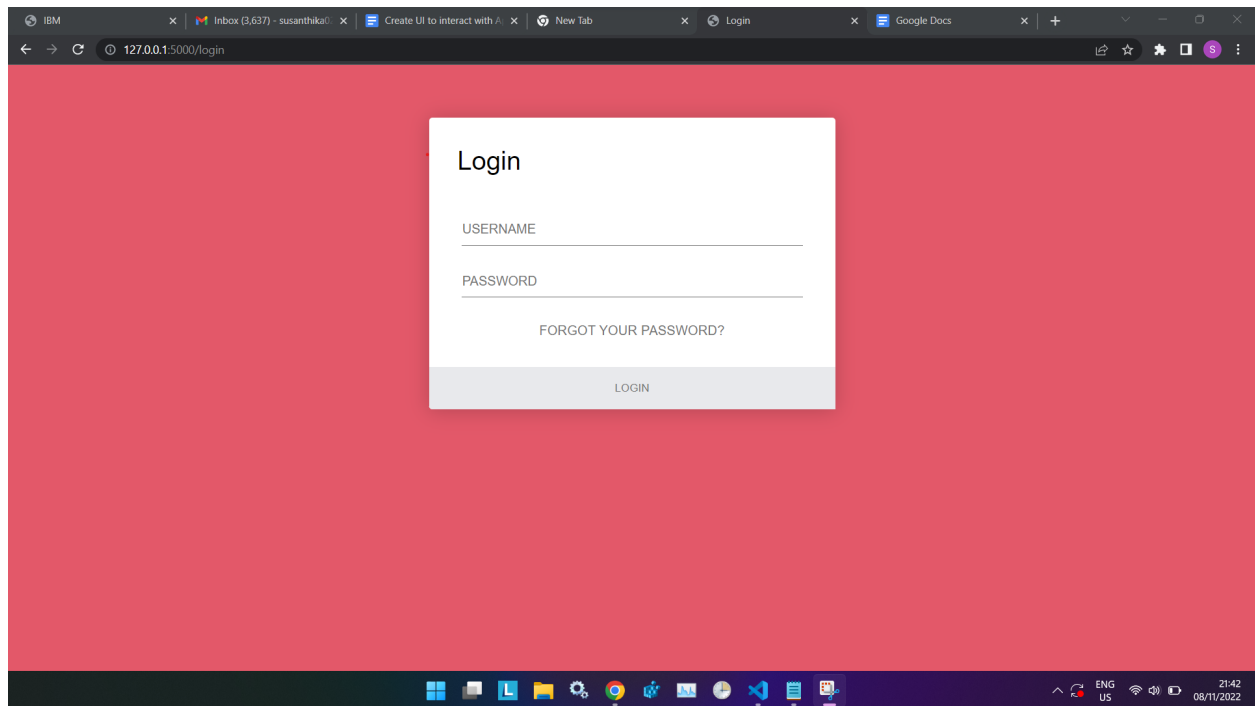 IBM
Inbox (3,637) - susanthika0
Create UI to interact with Ap
New Tab
Login
Google Docs
127.0.0.1:5000/login
S
Login
USERNAME
PASSWORD
FORGOT YOUR PASSWORD?
LOGIN
L
ENG
US
21:42
08/11/2022